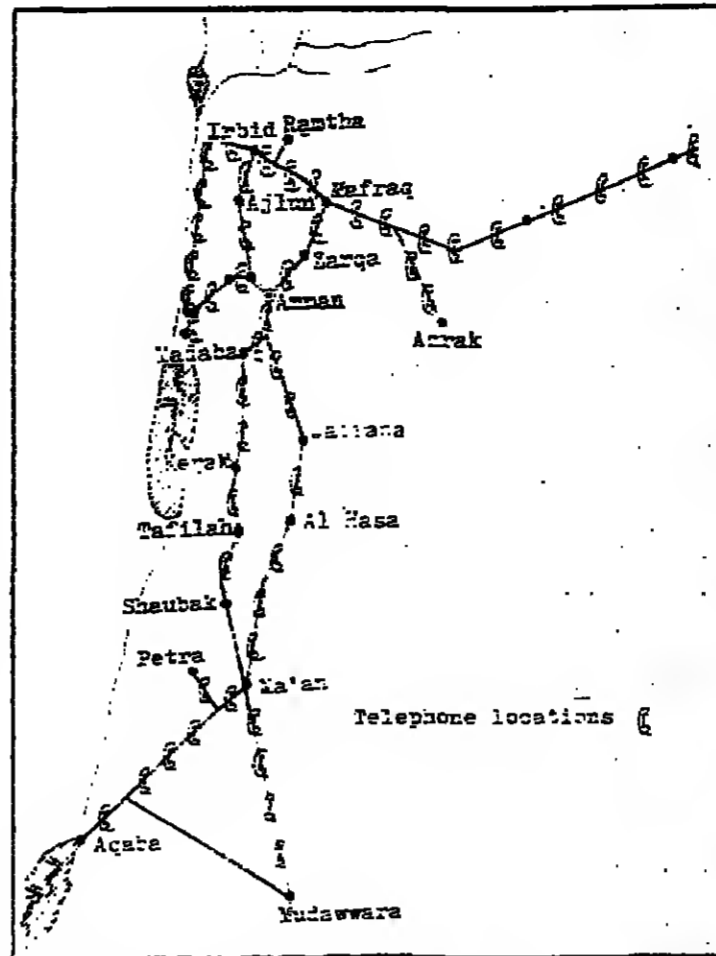 Irbid
Ramtha
Mafraq
Ajlun
Zarqa
Amman
Azrak
Madaba
Kerak
Al Hasa
Tafilah
Shaubak
Petra
Ma'an
Telephone locations
Aqaba
Mudawwara